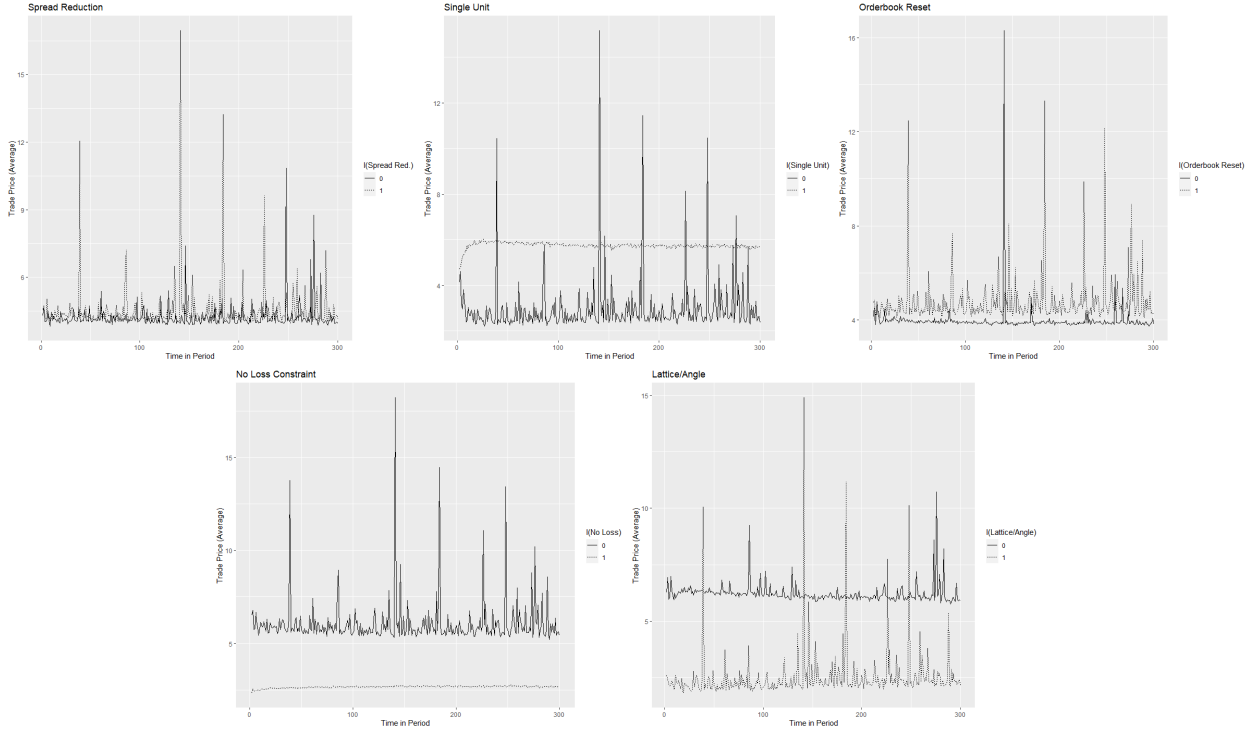 Spread Reduction
Trade Price (Average)
15
12
9
6
0
100
200
300
Time in Period
I(Spread Red.)
0
1
Single Unit
Trade Price (Average)
12
8
4
0
100
200
300
Time in Period
I(Single Unit)
0
1
Orderbook Reset
Trade Price (Average)
16
12
8
4
0
100
200
300
Time in Period
I(Orderbook Reset)
0
1
No Loss Constraint
Trade Price (Average)
15
10
5
0
100
200
300
Time in Period
I(No Loss)
0
1
Lattice/Angle
Trade Price (Average)
15
10
5
0
100
200
300
Time in Period
I(Lattice/Angle)
0
1